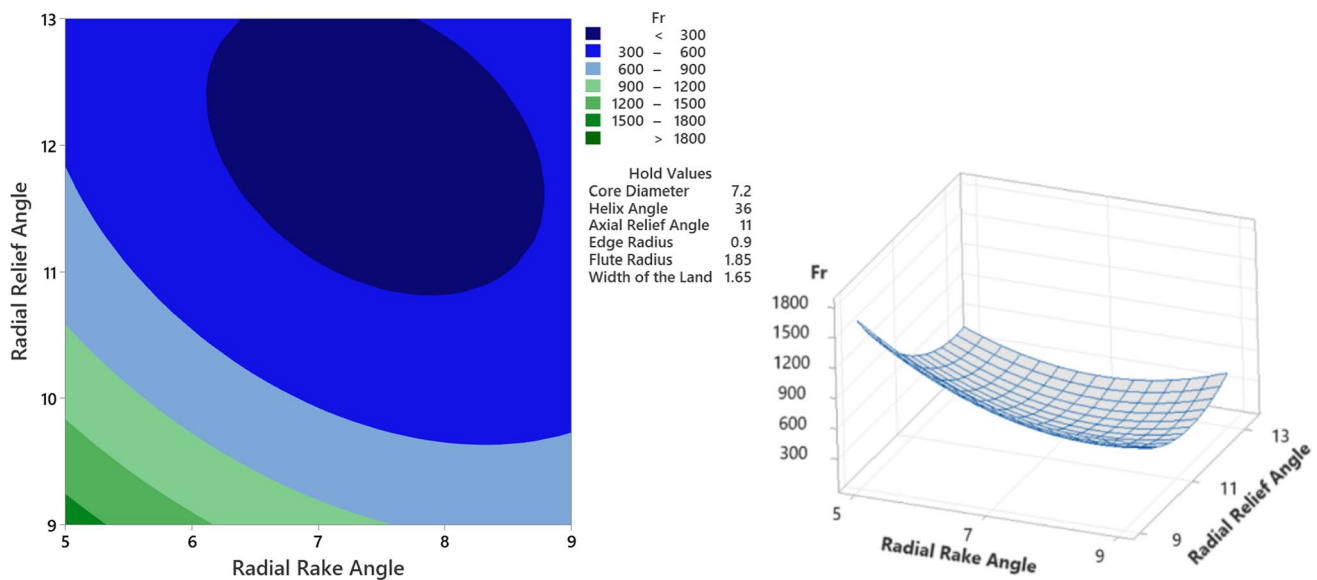 13
12
11
10
9
5 6 7 8 9
Radial Relief Angle
Radial Rake Angle
Fr
< 300
300 – 600
600 – 900
900 – 1200
1200 – 1500
1500 – 1800
> 1800
Hold Values
Core Diameter 7.2
Helix Angle 36
Axial Relief Angle 11
Edge Radius 0.9
Flute Radius 1.85
Width of the Land 1.65
Fr
1800
1500
1200
900
600
300
5
7
9
Radial Rake Angle
9
11
13
Radial Relief Angle